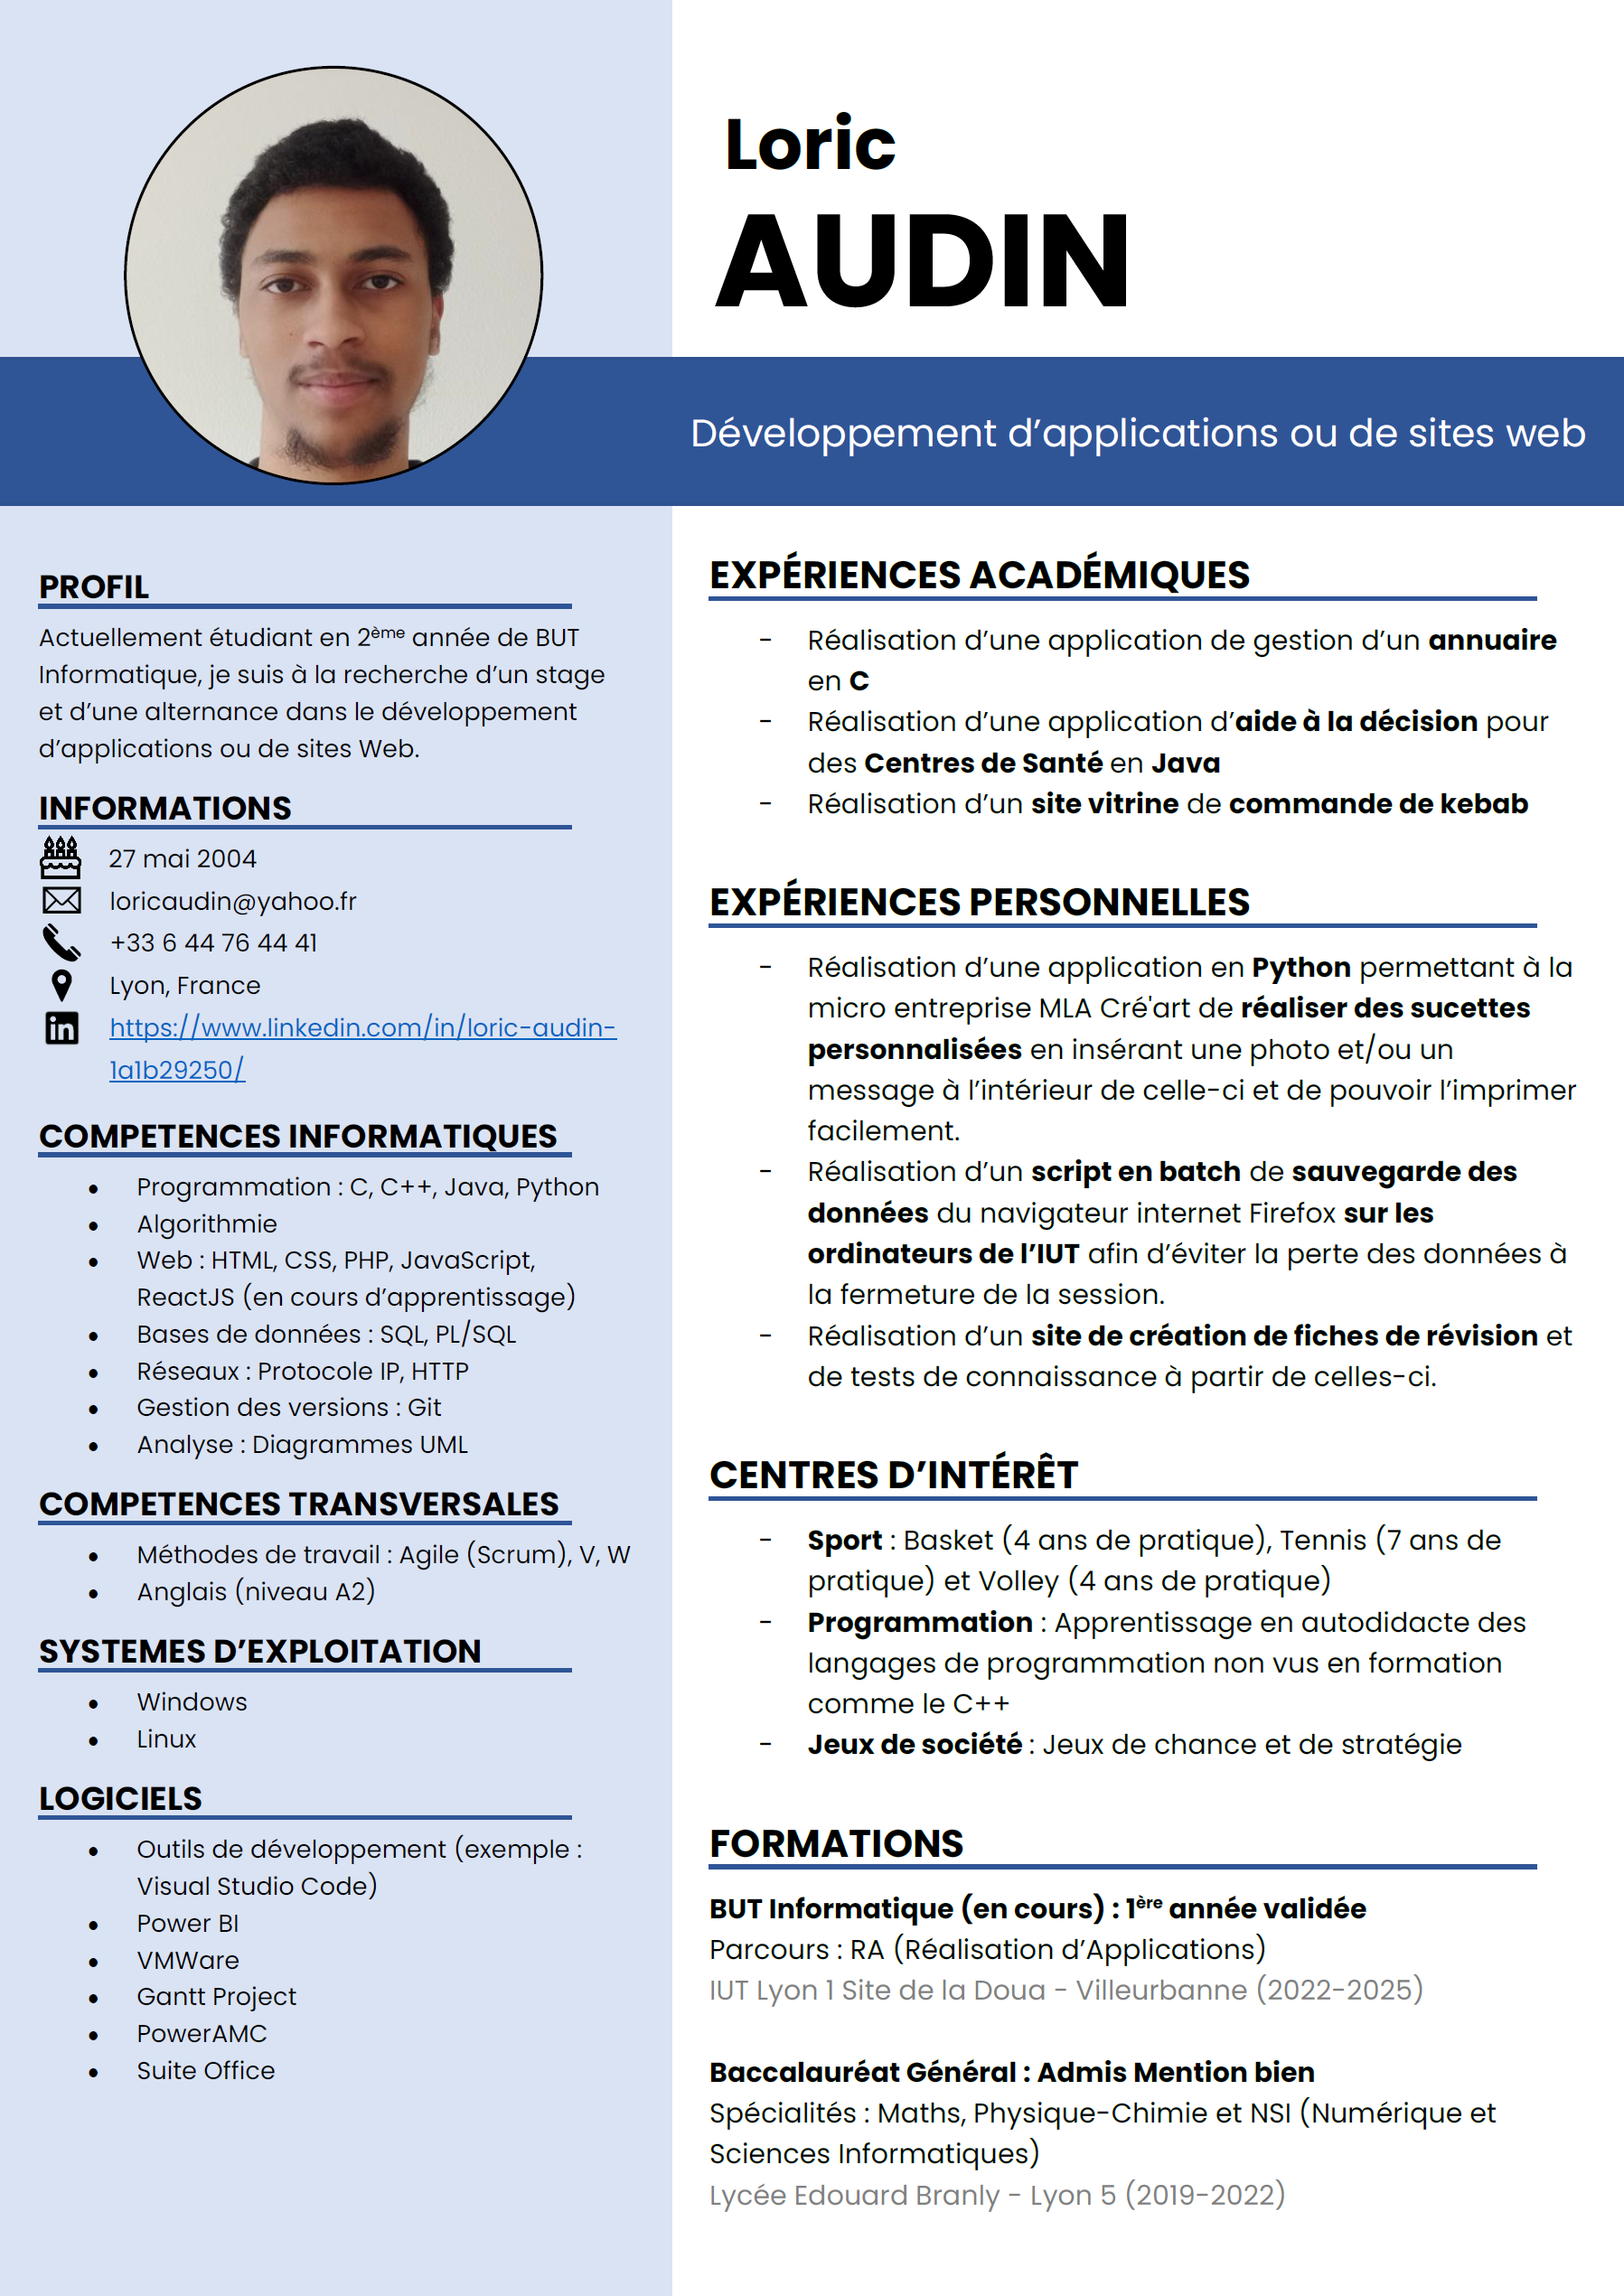 Loric
AUDIN
Développement d’applications ou de sites web
PROFIL
Actuellement étudiant en 2ème année de BUT
Informatique, je suis à la recherche d’un stage
et d’une alternance dans le développement
d’applications ou de sites Web.
INFORMATIONS
27 mai 2004
loricaudin@yahoo.fr
+33 6 44 76 44 41
Lyon, France
in
https://www.linkedin.com/in/loric-audin-
1a1b29250/
COMPETENCES INFORMATIQUES
• Programmation : C, C++, Java, Python
• Algorithmie
• Web : HTML, CSS, PHP, JavaScript,
ReactJS (en cours d’apprentissage)
• Bases de données : SQL, PL/SQL
• Réseaux : Protocole IP, HTTP
• Gestion des versions : Git
• Analyse : Diagrammes UML
COMPETENCES TRANSVERSALES
• Méthodes de travail : Agile (Scrum), V, W
• Anglais (niveau A2)
SYSTEMES D’EXPLOITATION
• Windows
• Linux
LOGICIELS
• Outils de développement (exemple :
Visual Studio Code)
• Power BI
• VMWare
• Gantt Project
• PowerAMC
• Suite Office
EXPÉRIENCES ACADÉMIQUES
- Réalisation d’une application de gestion d’un annuaire
en C
- Réalisation d’une application d’aide à la décision pour
des Centres de Santé en Java
- Réalisation d’un site vitrine de commande de kebab
EXPÉRIENCES PERSONNELLES
- Réalisation d’une application en Python permettant à la
micro entreprise MLA Cré'art de réaliser des sucettes
personnalisées en insérant une photo et/ou un
message à l’intérieur de celle-ci et de pouvoir l’imprimer
facilement.
- Réalisation d’un script en batch de sauvegarde des
données du navigateur internet Firefox sur les
ordinateurs de l’IUT afin d’éviter la perte des données à
la fermeture de la session.
- Réalisation d’un site de création de fiches de révision et
de tests de connaissance à partir de celles-ci.
CENTRES D’INTÉRÊT
- Sport : Basket (4 ans de pratique), Tennis (7 ans de
pratique) et Volley (4 ans de pratique)
- Programmation : Apprentissage en autodidacte des
langages de programmation non vus en formation
comme le C++
- Jeux de société : Jeux de chance et de stratégie
FORMATIONS
BUT Informatique (en cours) : 1ère année validée
Parcours : RA (Réalisation d’Applications)
IUT Lyon 1 Site de la Doua - Villeurbanne (2022-2025)
Baccalauréat Général : Admis Mention bien
Spécialités : Maths, Physique-Chimie et NSI (Numérique et
Sciences Informatiques)
Lycée Edouard Branly - Lyon 5 (2019-2022)